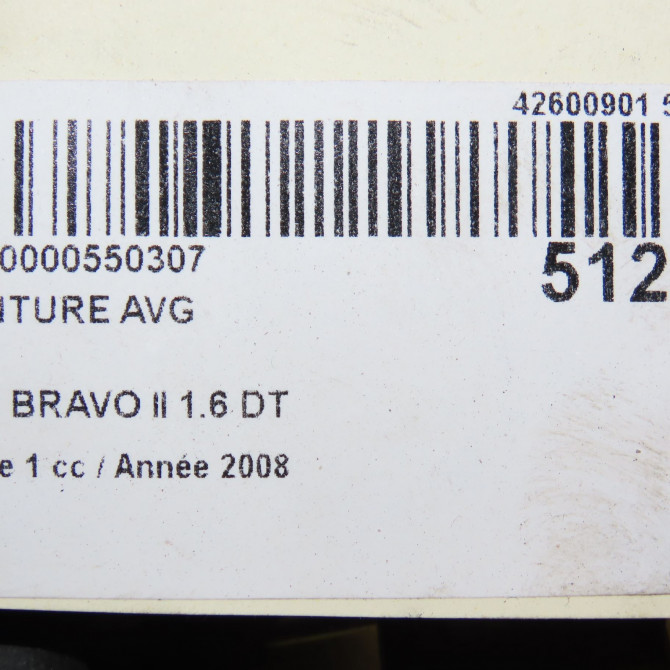 42600901 5
0000550307
512
NTURE AVG
BRAVO II 1.6 DT
e 1 cc / Année 2008